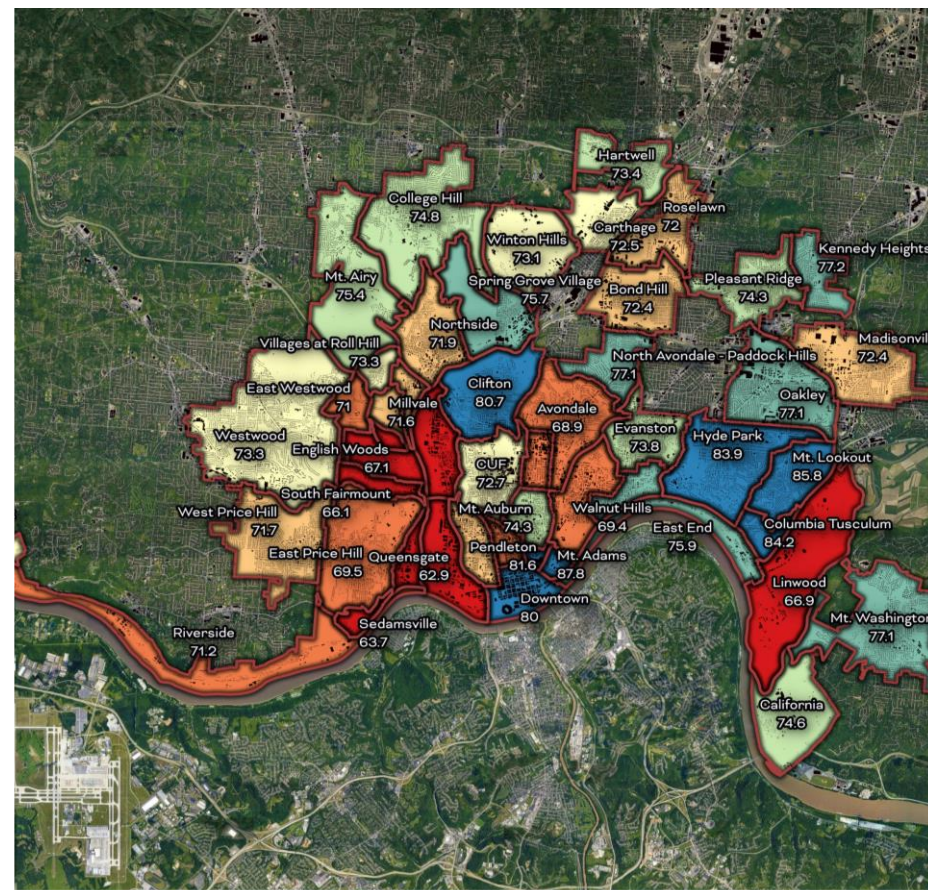 Hartwell
73.4
College Hill
74.8
Roselawn
72
Carthage
72.5
Winton Hills
73.1
Kennedy Heights
77.2
Mt. Airy
75.4
Spring Grove Village
75.7
Pleasant Ridge
74.3
Bond Hill
72.4
Northside
71.9
Madisonvil
72.4
Villages at Roll Hill
73.3
North Avondale - Paddock Hills
77.1
East Westwood
71
Millvale
71.6
Clifton
80.7
Oakley
77.1
Avondale
68.9
Evanston
73.8
Westwood
73.3
Hyde Park
83.9
English Woods
67.1
CUF
72.7
Mt. Lookout
85.8
South Fairmount
66.1
West Price Hill
71.7
Mt. Auburn
74.3
Walnut Hills
69.4
East End
75.9
Columbia Tusculum
84.2
East Price Hill
69.5
Queensgate
62.9
Pendleton
81.6
Mt. Adams
87.8
Linwood
66.9
Downtown
80
Mt. Washington
77.1
Sedamsville
63.7
Riverside
71.2
California
74.6